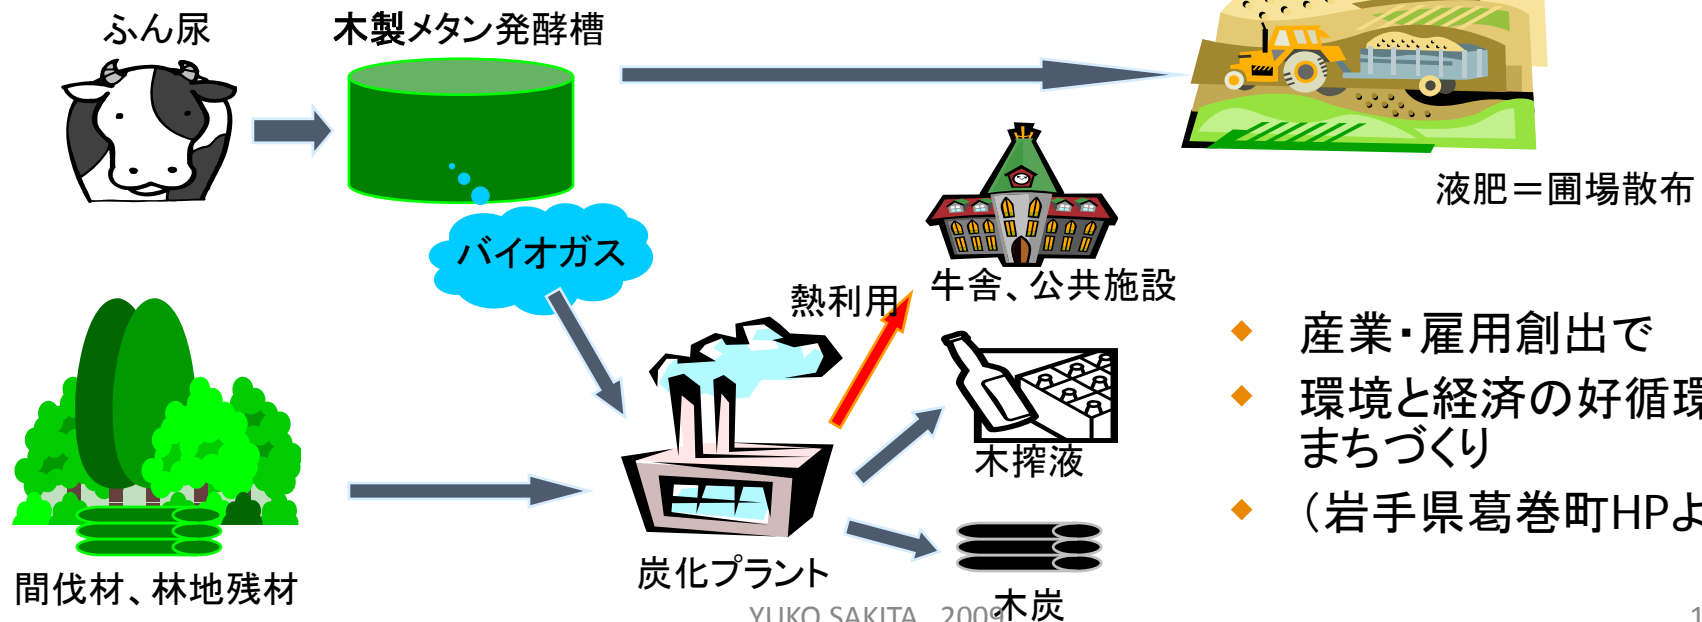 ふん尿
木製メタン発酵槽
液肥＝圃場散布
バイオガス
牛舎、公共施設
熱利用
木搾液
炭化プラント
木炭
間伐材、林地残材
◆ 産業・雇用創出で
◆ 環境と経済の好循環
まちづくり
◆ （岩手県葛巻町HPよ
YUKO SAKITA 2009
1